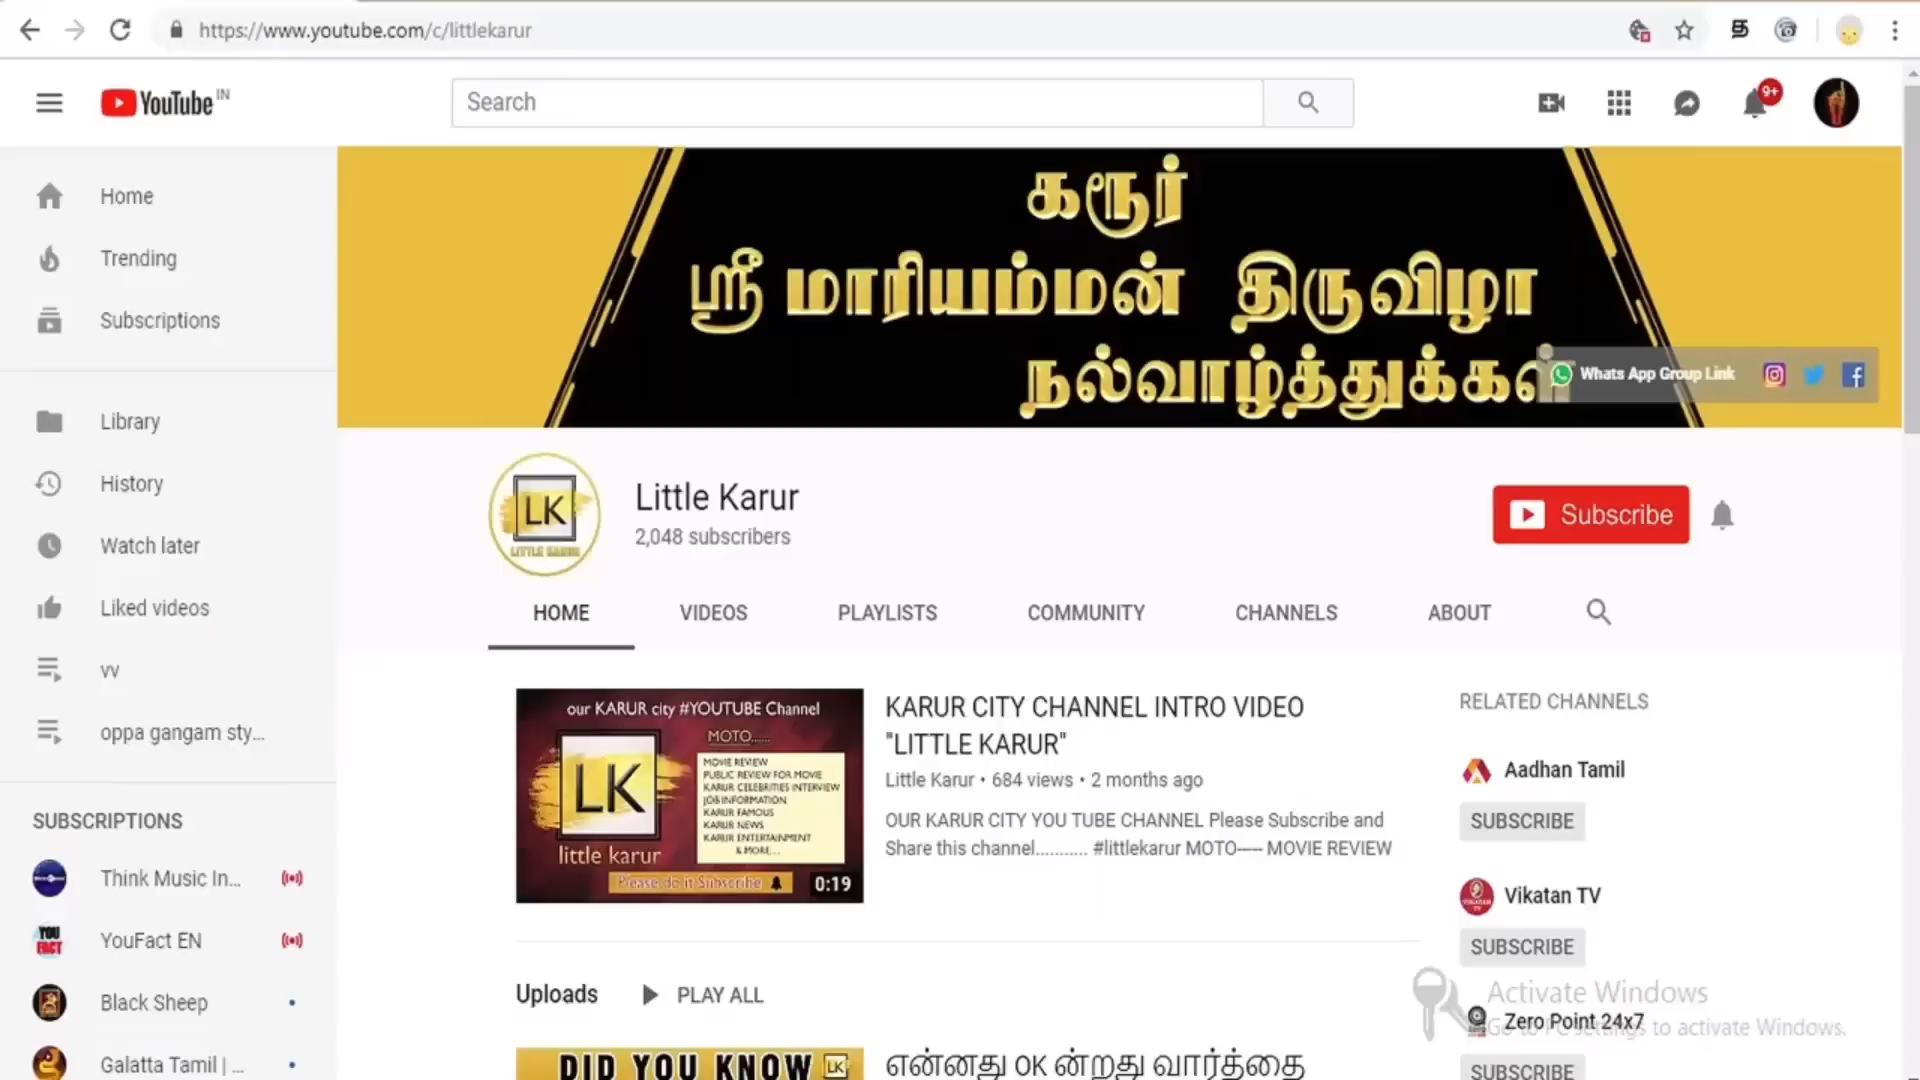 https://www.youtube.com/c/littlekarur
YouTube IN
Search
9+
Home
Trending
Subscriptions
Library
History
Watch later
Liked videos
vv
oppa gangam sty...
SUBSCRIPTIONS
Think Music In...
YouFact EN
Black Sheep
Galatta Tamil | ...
கரூர்
ஸ்ரீ மாரியம்மன் திருவிழா
நல்வாழ்த்துக்கள்
Whats App Group Link
LK
LITTLE KARUR
Little Karur
2,048 subscribers
Subscribe
HOME VIDEOS PLAYLISTS COMMUNITY CHANNELS ABOUT
our KARUR city #YOUTUBE Channel
MOTO......
MOVIE REVIEW
PUBLIC REVIEW FOR MOVIE
KARUR CELEBRITIES INTERVIEW
JOB INFORMATION
KARUR FAMOUS
KARUR NEWS
KARUR ENTERTAINMENT
& MORE...
LK
little karur
Please do it Subscribe
0:19
KARUR CITY CHANNEL INTRO VIDEO
"LITTLE KARUR"
Little Karur • 684 views • 2 months ago
OUR KARUR CITY YOU TUBE CHANNEL Please Subscribe and
Share this channel........... #littlekarur MOTO---- MOVIE REVIEW
Uploads PLAY ALL
DID YOU KNOW LK
என்னது OK ன்றது வார்த்தை
RELATED CHANNELS
Aadhan Tamil
SUBSCRIBE
Vikatan TV
SUBSCRIBE
Zero Point 24x7
SUBSCRIBE
Activate Windows
Go to PC settings to activate Windows.